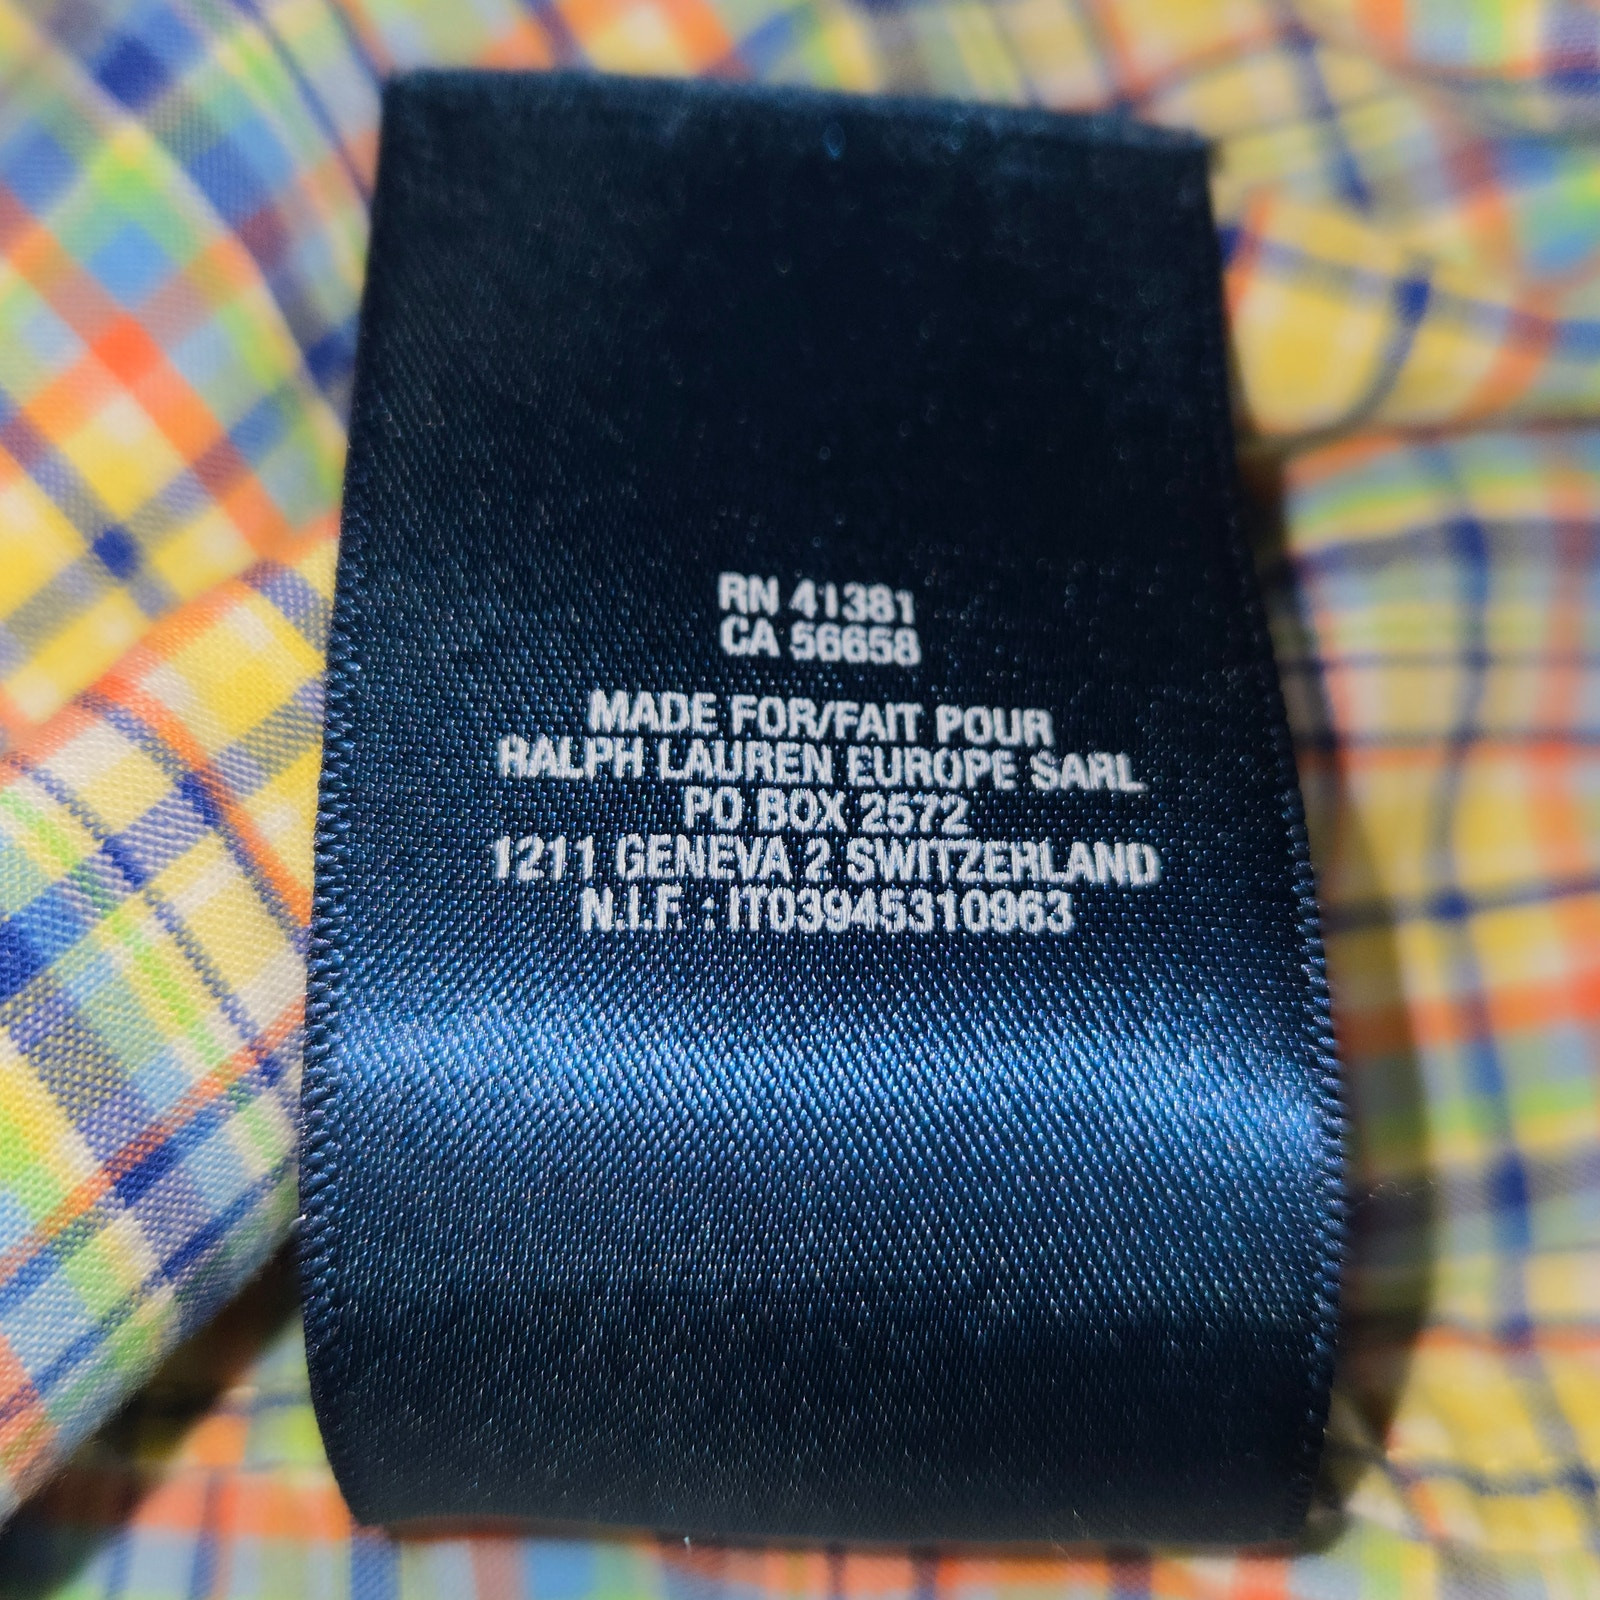 RN 41381
CA 56658
MADE FOR/FAIT POUR
RALPH LAUREN EUROPE SARL
PO BOX 2572
1211 GENEVA 2 SWITZERLAND
N.I.F. : IT03945310963